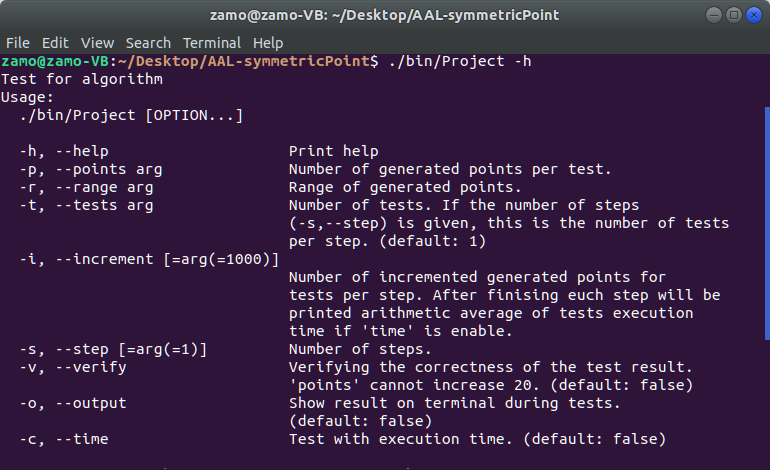 zamo@zamo-VB: ~/Desktop/AAL-symmetricPoint
File Edit View Search Terminal Help
zamo@zamo-VB:~/Desktop/AAL-symmetricPoint$ ./bin/Project -h
Test for algorithm
Usage:
./bin/Project [OPTION...]
-h, --help Print help
-p, --points arg Number of generated points per test.
-r, --range arg Range of generated points.
-t, --tests arg Number of tests. If the number of steps
(-s,--step) is given, this is the number of tests
per step. (default: 1)
-i, --increment [=arg(=1000)]
Number of incremented generated points for
tests per step. After finising euch step will be
printed arithmetic average of tests execution
time if 'time' is enable.
-s, --step [=arg(=1)] Number of steps.
-v, --verify Verifying the correctness of the test result.
'points' cannot increase 20. (default: false)
-o, --output Show result on terminal during tests.
(default: false)
-c, --time Test with execution time. (default: false)